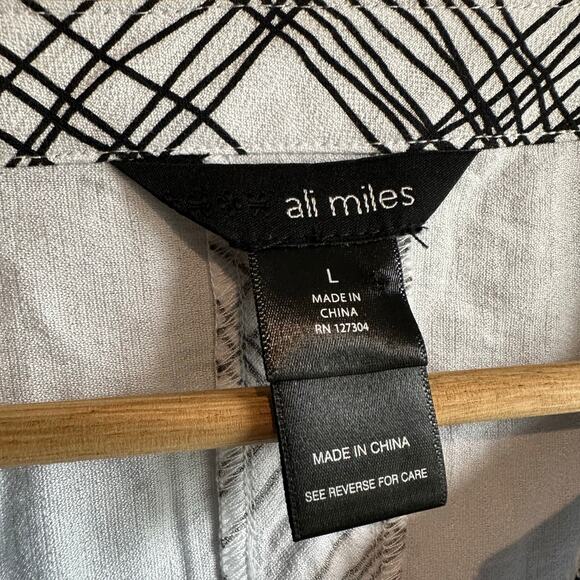 ali miles
L
MADE IN
CHINA
RN 127304
MADE IN CHINA
SEE REVERSE FOR CARE